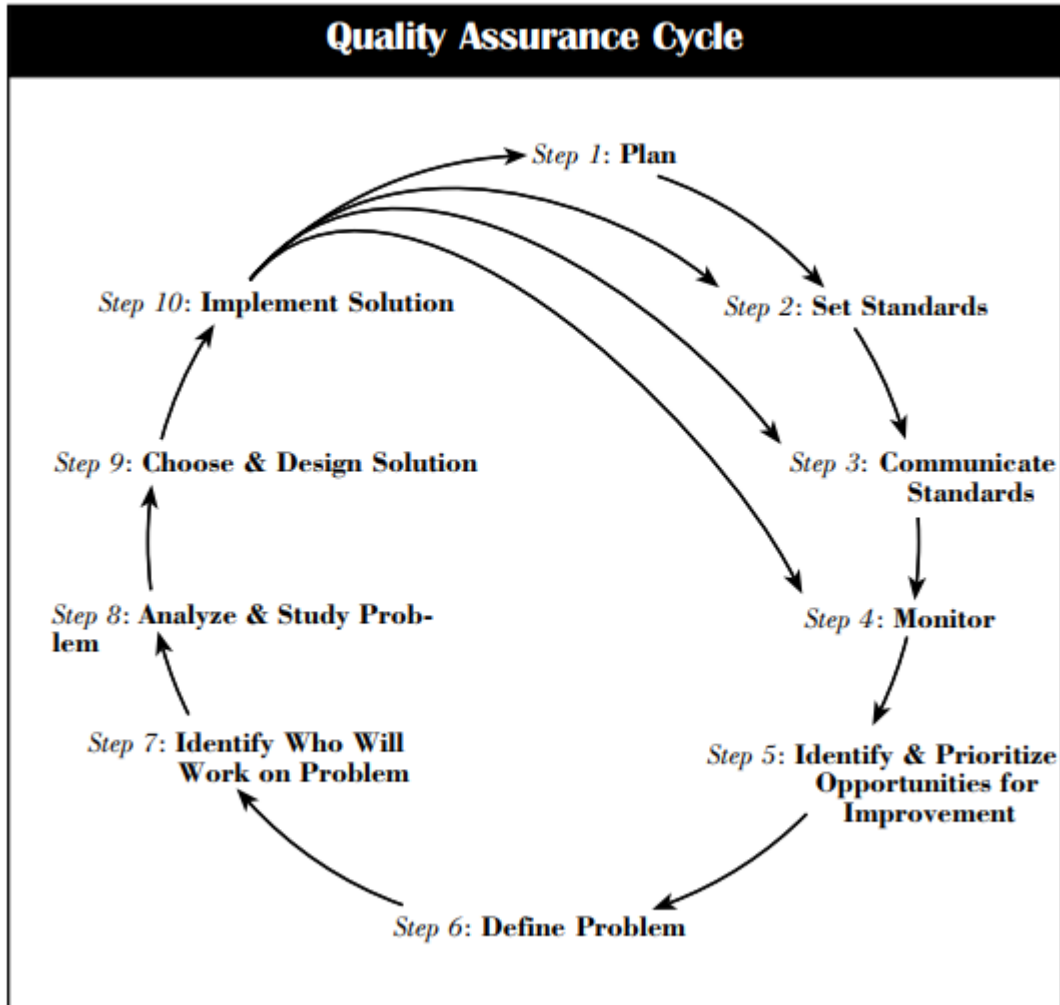 Quality Assurance Cycle
Step 1: Plan
Step 2: Set Standards
Step 3: Communicate
Standards
Step 4: Monitor
Step 5: Identify & Prioritize
Opportunities for
Improvement
Step 6: Define Problem
Step 7: Identify Who Will
Work on Problem
Step 8: Analyze & Study Prob-
lem
Step 9: Choose & Design Solution
Step 10: Implement Solution